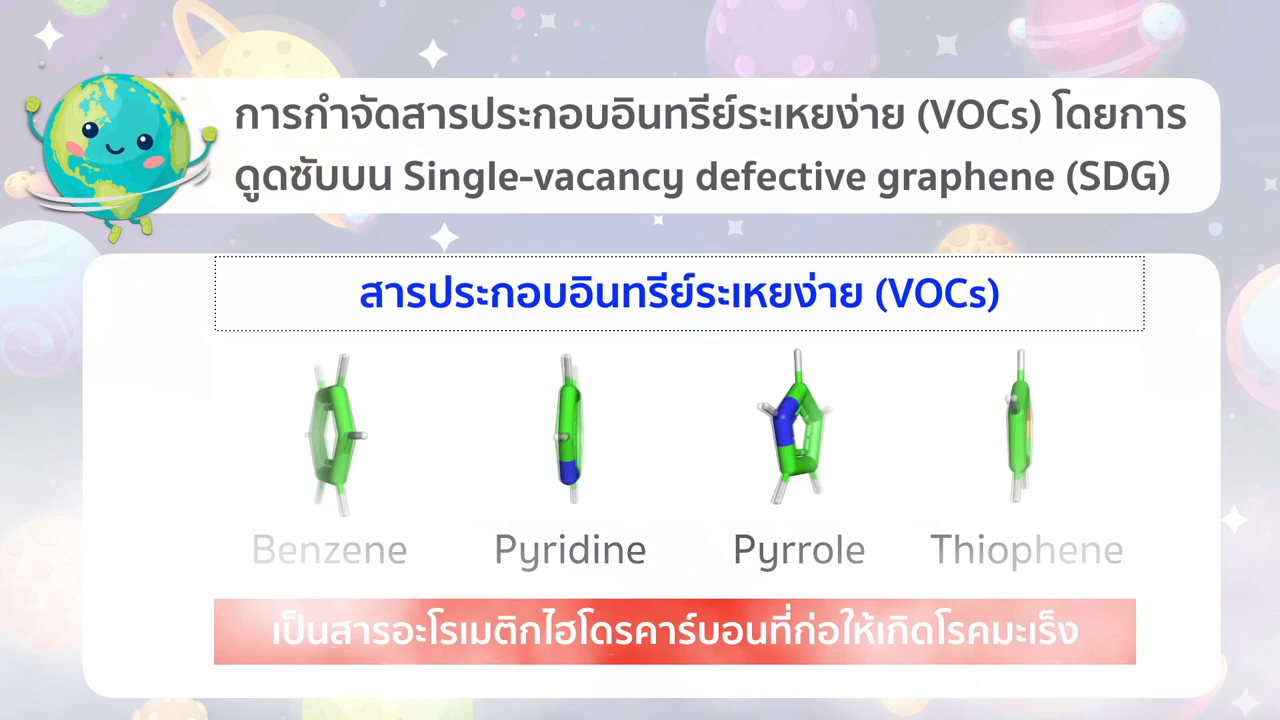 การกำจัดสารประกอบอินทรีย์ระเหยง่าย (VOCs) โดยการ
ดูดซับบน Single-vacancy defective graphene (SDG)
สารประกอบอินทรีย์ระเหยง่าย (VOCs)
Benzene
Pyridine
Pyrrole
Thiophene
เป็นสารอะโรเมติกไฮโดรคาร์บอนที่ก่อให้เกิดโรคมะเร็ง